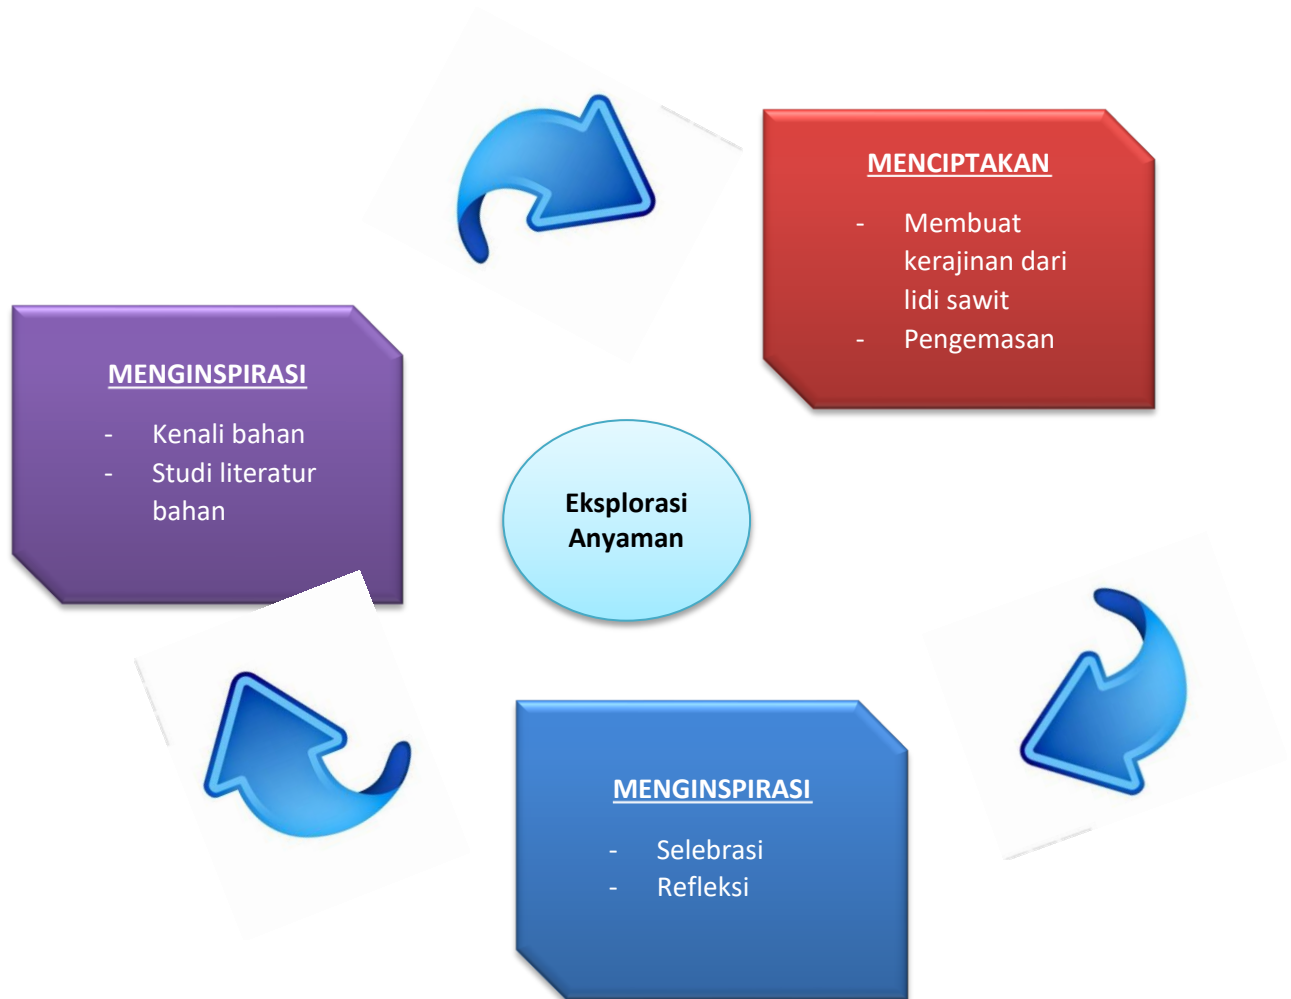 MENCIPTAKAN
- Membuat
kerajinan dari
lidi sawit
- Pengemasan
MENGINSPIRASI
- Kenali bahan
- Studi literatur
bahan
Eksplorasi
Anyaman
MENGINSPIRASI
- Selebrasi
- Refleksi